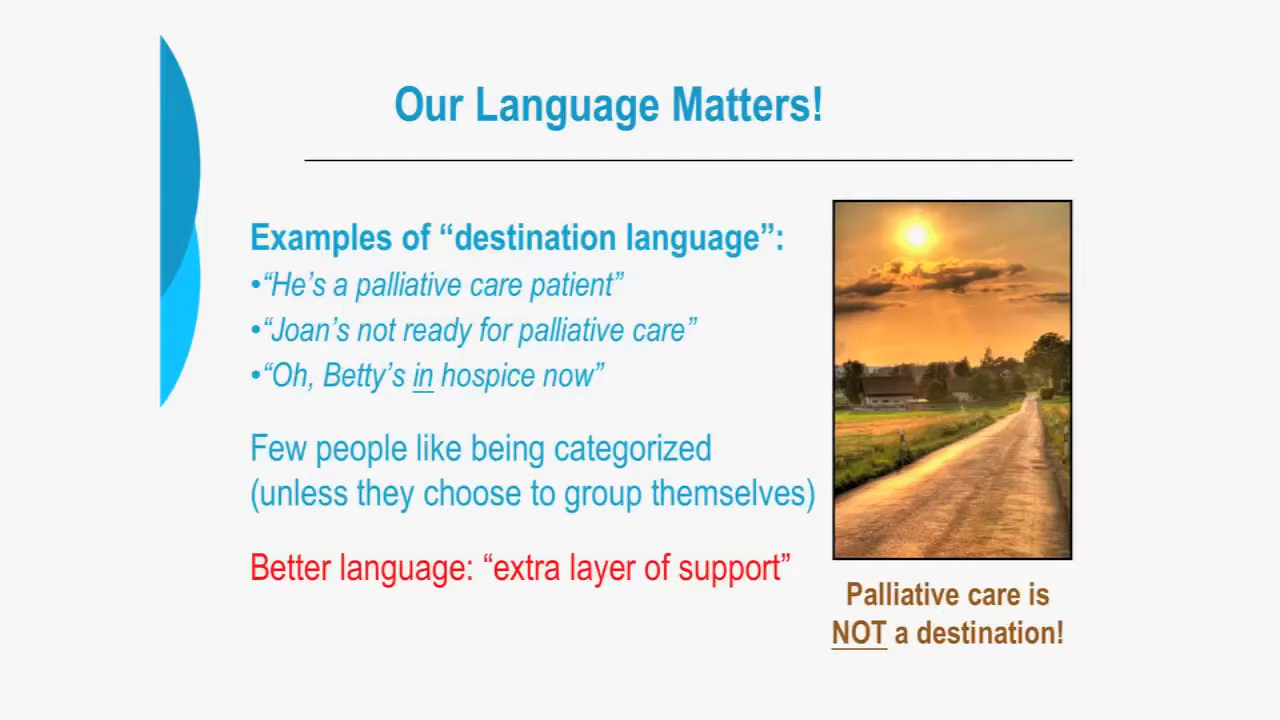 Our Language Matters!
Examples of “destination language”:
•“He’s a palliative care patient”
•“Joan’s not ready for palliative care”
•“Oh, Betty’s in hospice now”
Few people like being categorized
(unless they choose to group themselves)
Better language: “extra layer of support”
Palliative care is
NOT a destination!